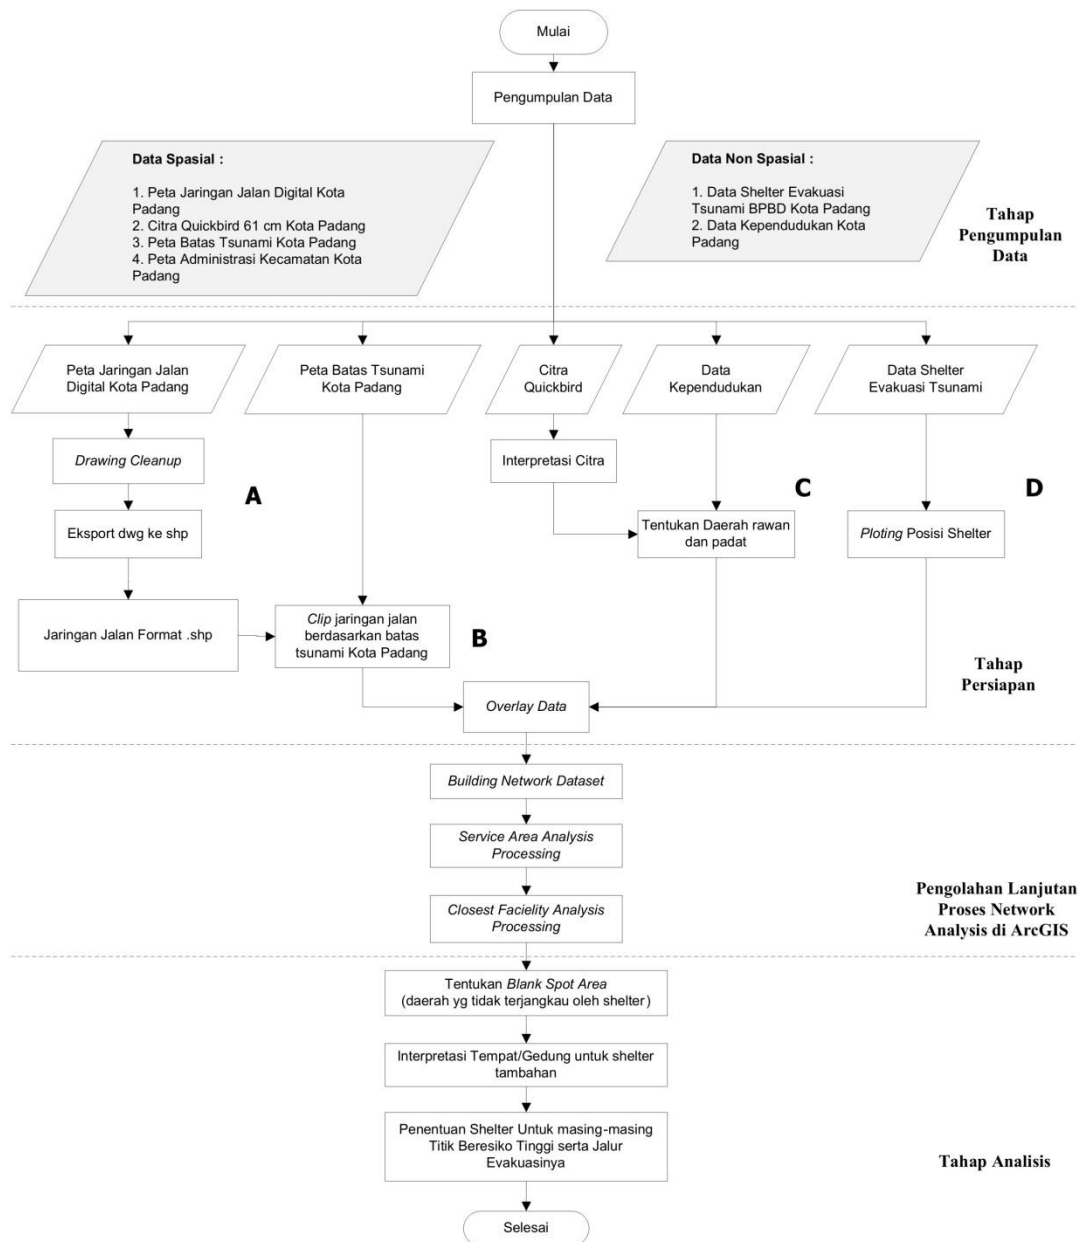 Mulai
Pengumpulan Data
Data Spasial :
1. Peta Jaringan Jalan Digital Kota
Padang
2. Citra Quickbird 61 cm Kota Padang
3. Peta Batas Tsunami Kota Padang
4. Peta Administrasi Kecamatan Kota
Padang
Data Non Spasial :
1. Data Shelter Evakuasi
Tsunami BPBD Kota Padang
2. Data Kependudukan Kota
Padang
Tahap
Pengumpulan
Data
Peta Jaringan Jalan
Digital Kota Padang
Peta Batas Tsunami
Kota Padang
Citra
Quickbird
Data
Kependudukan
Data Shelter
Evakuasi Tsunami
Drawing Cleanup
Interpretasi Citra
A
C
D
Eksport dwg ke shp
Tentukan Daerah rawan
dan padat
Ploting Posisi Shelter
Jaringan Jalan Format .shp
Clip jaringan jalan
berdasarkan batas
tsunami Kota Padang
B
Tahap
Persiapan
Overlay Data
Building Network Dataset
Service Area Analysis
Processing
Closest Facielity Analysis
Processing
Pengolahan Lanjutan
Proses Network
Analysis di ArcGIS
Tentukan Blank Spot Area
(daerah yg tidak terjangkau oleh shelter)
Interpretasi Tempat/Gedung untuk shelter
tambahan
Penentuan Shelter Untuk masing-masing
Titik Beresiko Tinggi serta Jalur
Evakuasinya
Tahap Analisis
Selesai